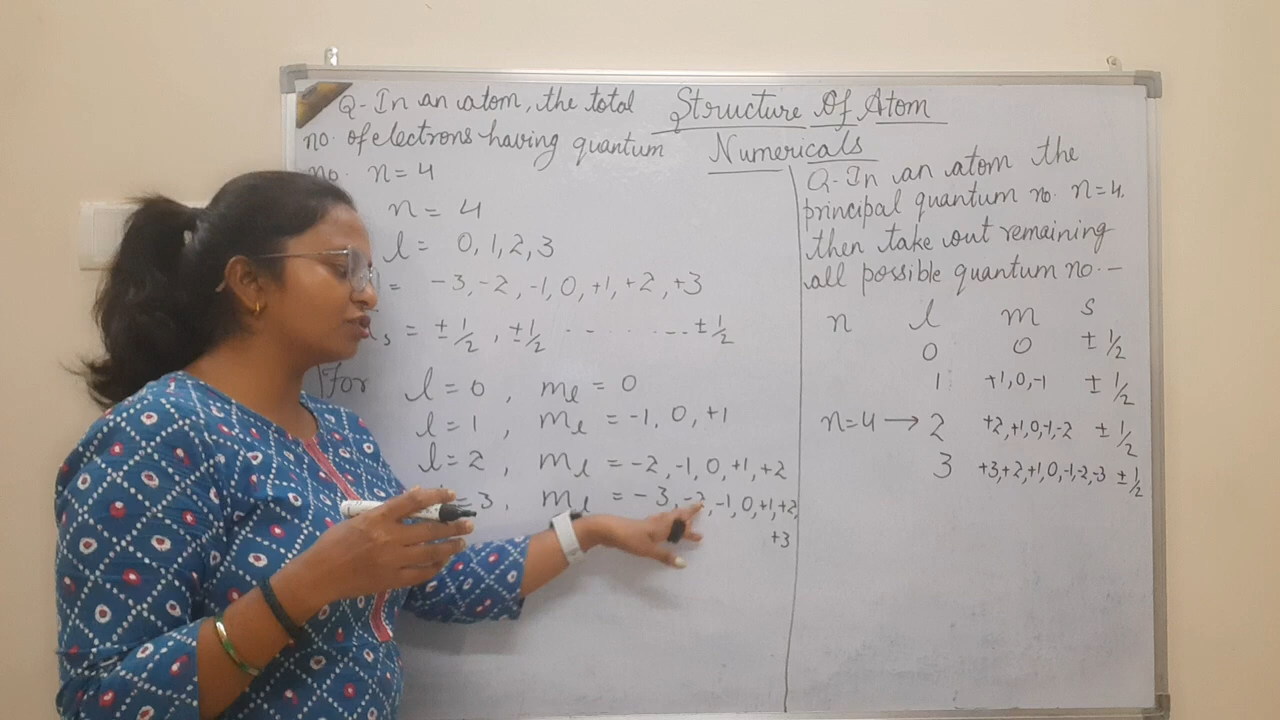 Structure Of Atom
Numericals
Q- In an atom, the total
no. of electrons having quantum
no. n = 4
n = 4
l = 0, 1, 2, 3
= -3, -2, -1, 0, +1, +2, +3
s = ± 1/2, ± 1/2 - - . . . . - .. ± 1/2
For l = 0, ml = 0
l = 1, ml = -1, 0, +1
l = 2, ml = -2, -1, 0, +1, +2
= 3, ml = -3, -2, -1, 0, +1, +2,
+3
Q- In an atom the
principal quantum no. n=4.
then take out remaining
all possible quantum no. -
n l m s
0 0 ± 1/2
1 +1, 0, -1 ± 1/2
n=4 → 2 +2, +1, 0, -1, -2 ± 1/2
3 +3, +2, +1, 0, -1, -2, -3 ± 1/2